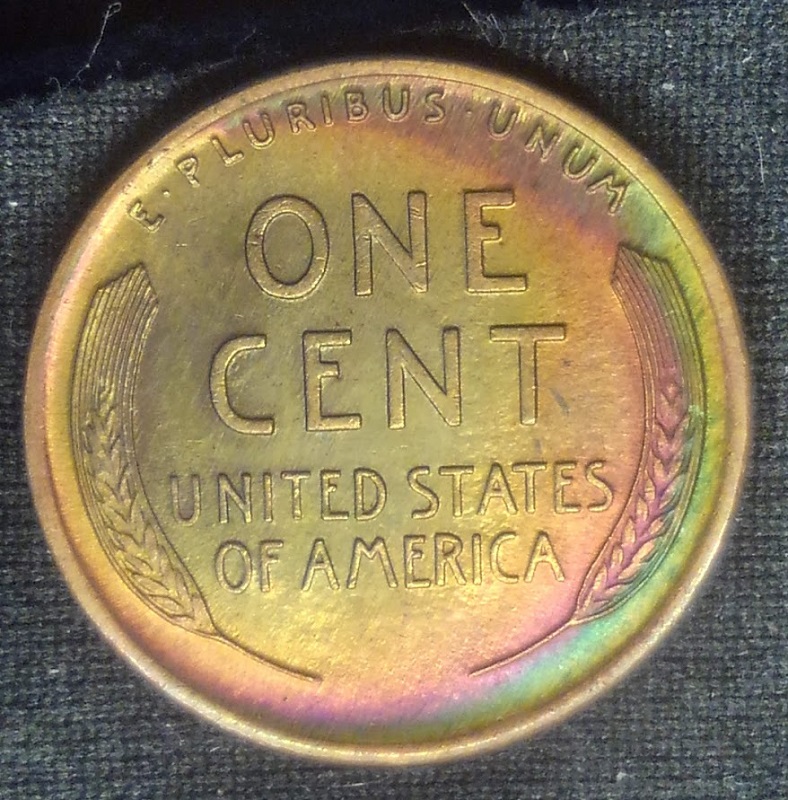 E·PLURIBUS·UNUM
ONE
CENT
UNITED STATES
OF AMERICA